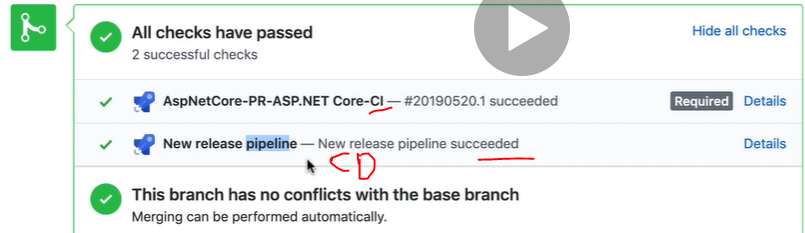 All checks have passed
Hide all checks
2 successful checks
AspNetCore-PR-ASP.NET Core-CI — #20190520.1 succeeded Required Details
New release pipeline — New release pipeline succeeded Details
CD
This branch has no conflicts with the base branch
Merging can be performed automatically.